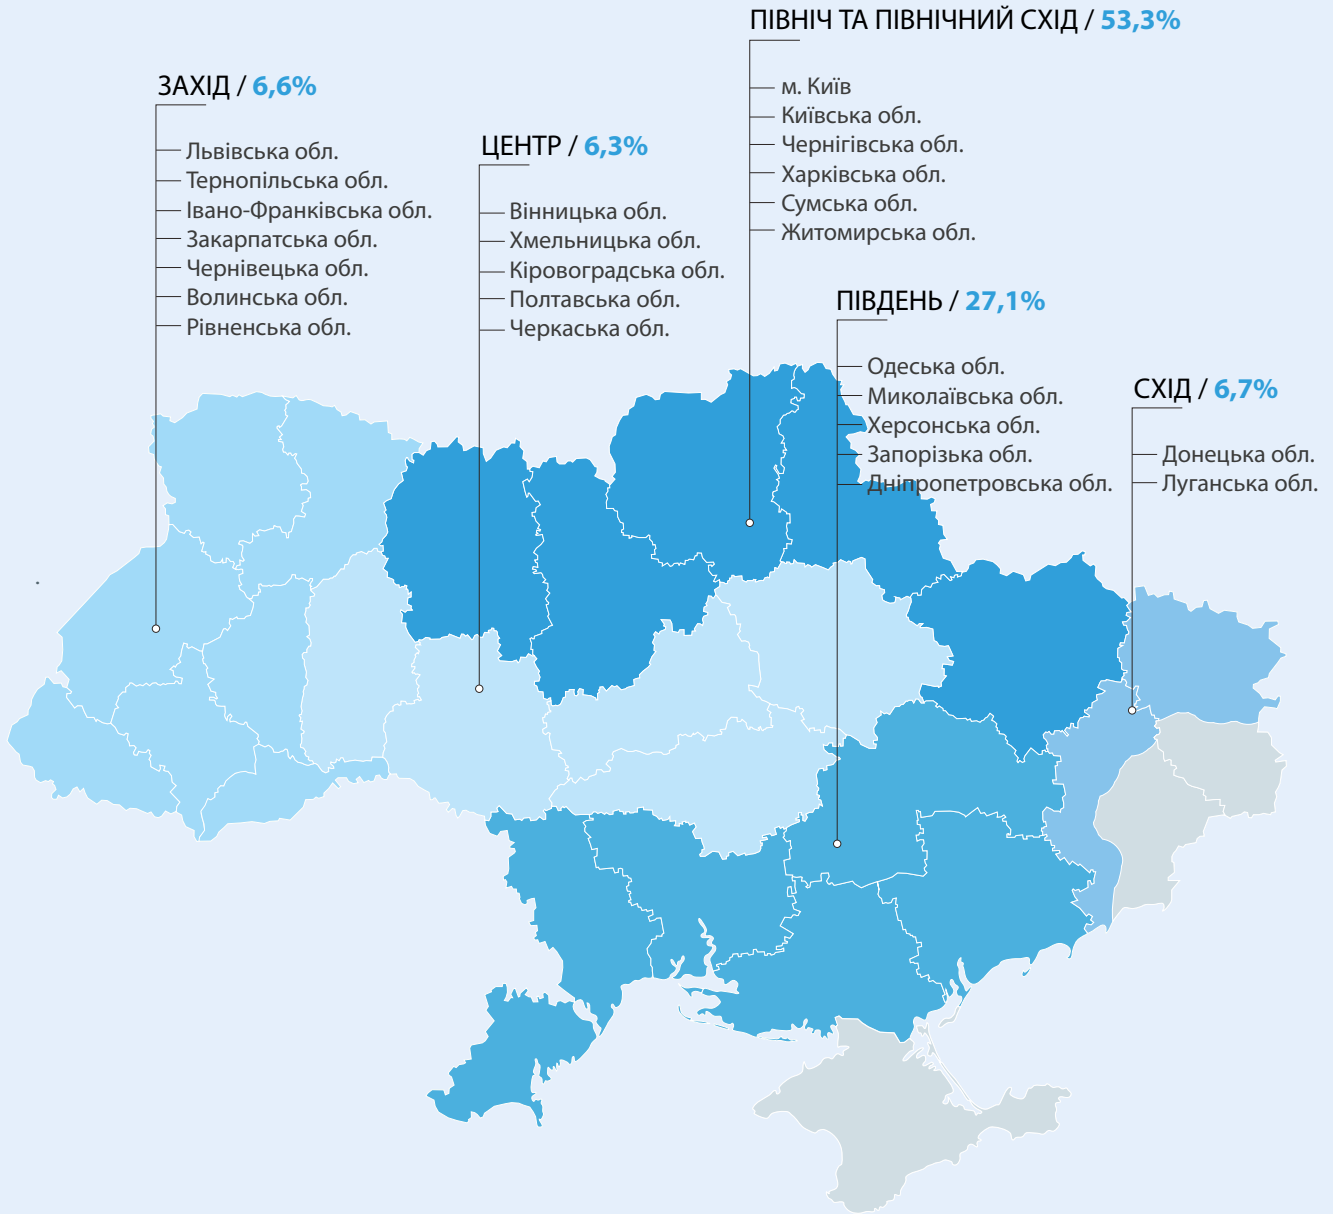 ПІВНІЧ ТА ПІВНІЧНИЙ СХІД / 53,3%
м. Київ
Київська обл.
Чернігівська обл.
Харківська обл.
Сумська обл.
Житомирська обл.
ЗАХІД / 6,6%
Львівська обл.
Тернопільська обл.
Івано-Франківська обл.
Закарпатська обл.
Чернівецька обл.
Волинська обл.
Рівненська обл.
ЦЕНТР / 6,3%
Вінницька обл.
Хмельницька обл.
Кіровоградська обл.
Полтавська обл.
Черкаська обл.
ПІВДЕНЬ / 27,1%
Одеська обл.
Миколаївська обл.
Херсонська обл.
Запорізька обл.
Дніпропетровська обл.
СХІД / 6,7%
Донецька обл.
Луганська обл.